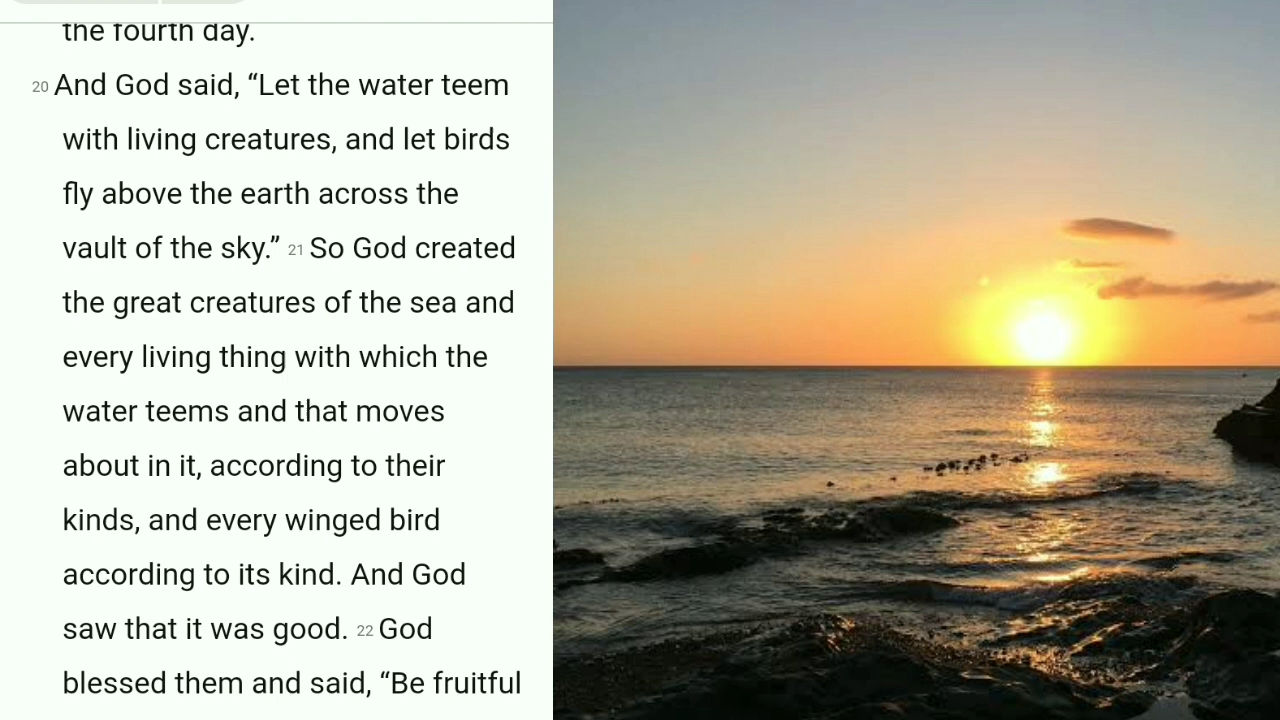 the fourth day.
20 And God said, “Let the water teem
with living creatures, and let birds
fly above the earth across the
vault of the sky.” 21 So God created
the great creatures of the sea and
every living thing with which the
water teems and that moves
about in it, according to their
kinds, and every winged bird
according to its kind. And God
saw that it was good. 22 God
blessed them and said, “Be fruitful